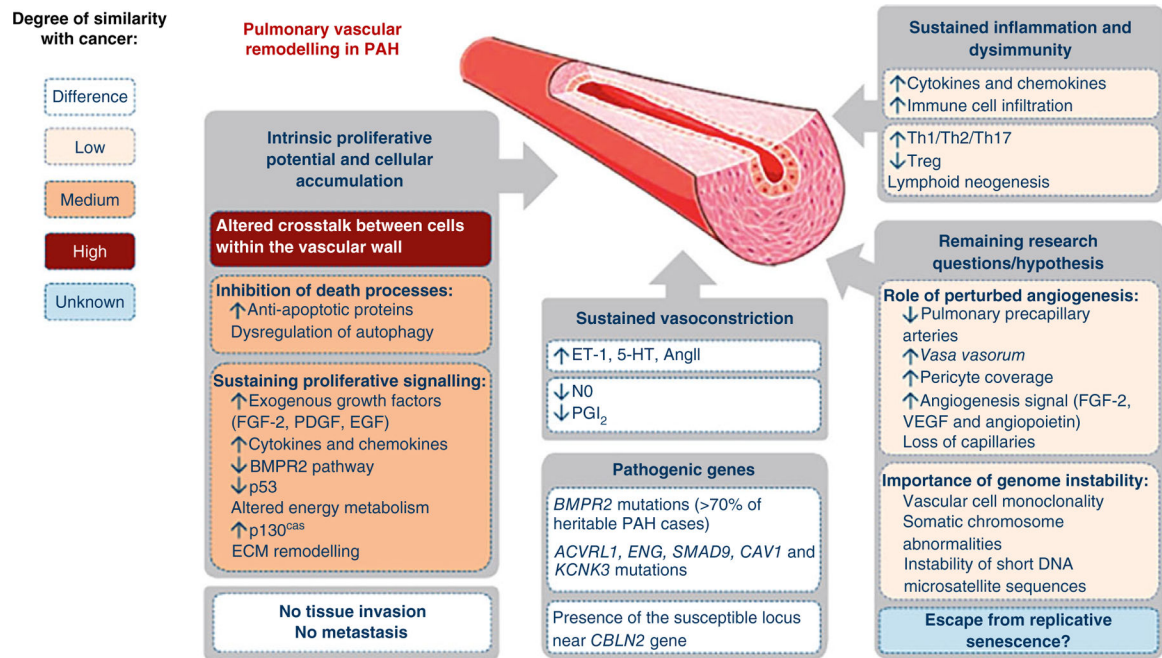 Degree of similarity
with cancer:
Difference
Low
Medium
High
Unknown
Pulmonary vascular
remodelling in PAH
Intrinsic proliferative
potential and cellular
accumulation
Altered crosstalk between cells
within the vascular wall
Inhibition of death processes:
↑Anti-apoptotic proteins
Dysregulation of autophagy
Sustaining proliferative signalling:
↑Exogenous growth factors
(FGF-2, PDGF, EGF)
↑Cytokines and chemokines
↓BMPR2 pathway
↓p53
Altered energy metabolism
↑p130cas
ECM remodelling
No tissue invasion
No metastasis
Sustained vasoconstriction
↑ET-1, 5-HT, AngII
↓N0
↓PGI2
Pathogenic genes
BMPR2 mutations (>70% of
heritable PAH cases)
ACVRL1, ENG, SMAD9, CAV1 and
KCNK3 mutations
Presence of the susceptible locus
near CBLN2 gene
Sustained inflammation and
dysimmunity
↑Cytokines and chemokines
↑Immune cell infiltration
↑Th1/Th2/Th17
↓Treg
Lymphoid neogenesis
Remaining research
questions/hypothesis
Role of perturbed angiogenesis:
↓Pulmonary precapillary
arteries
↑Vasa vasorum
↑Pericyte coverage
↑Angiogenesis signal (FGF-2,
VEGF and angiopoietin)
Loss of capillaries
Importance of genome instability:
Vascular cell monoclonality
Somatic chromosome
abnormalities
Instability of short DNA
microsatellite sequences
Escape from replicative
senescence?